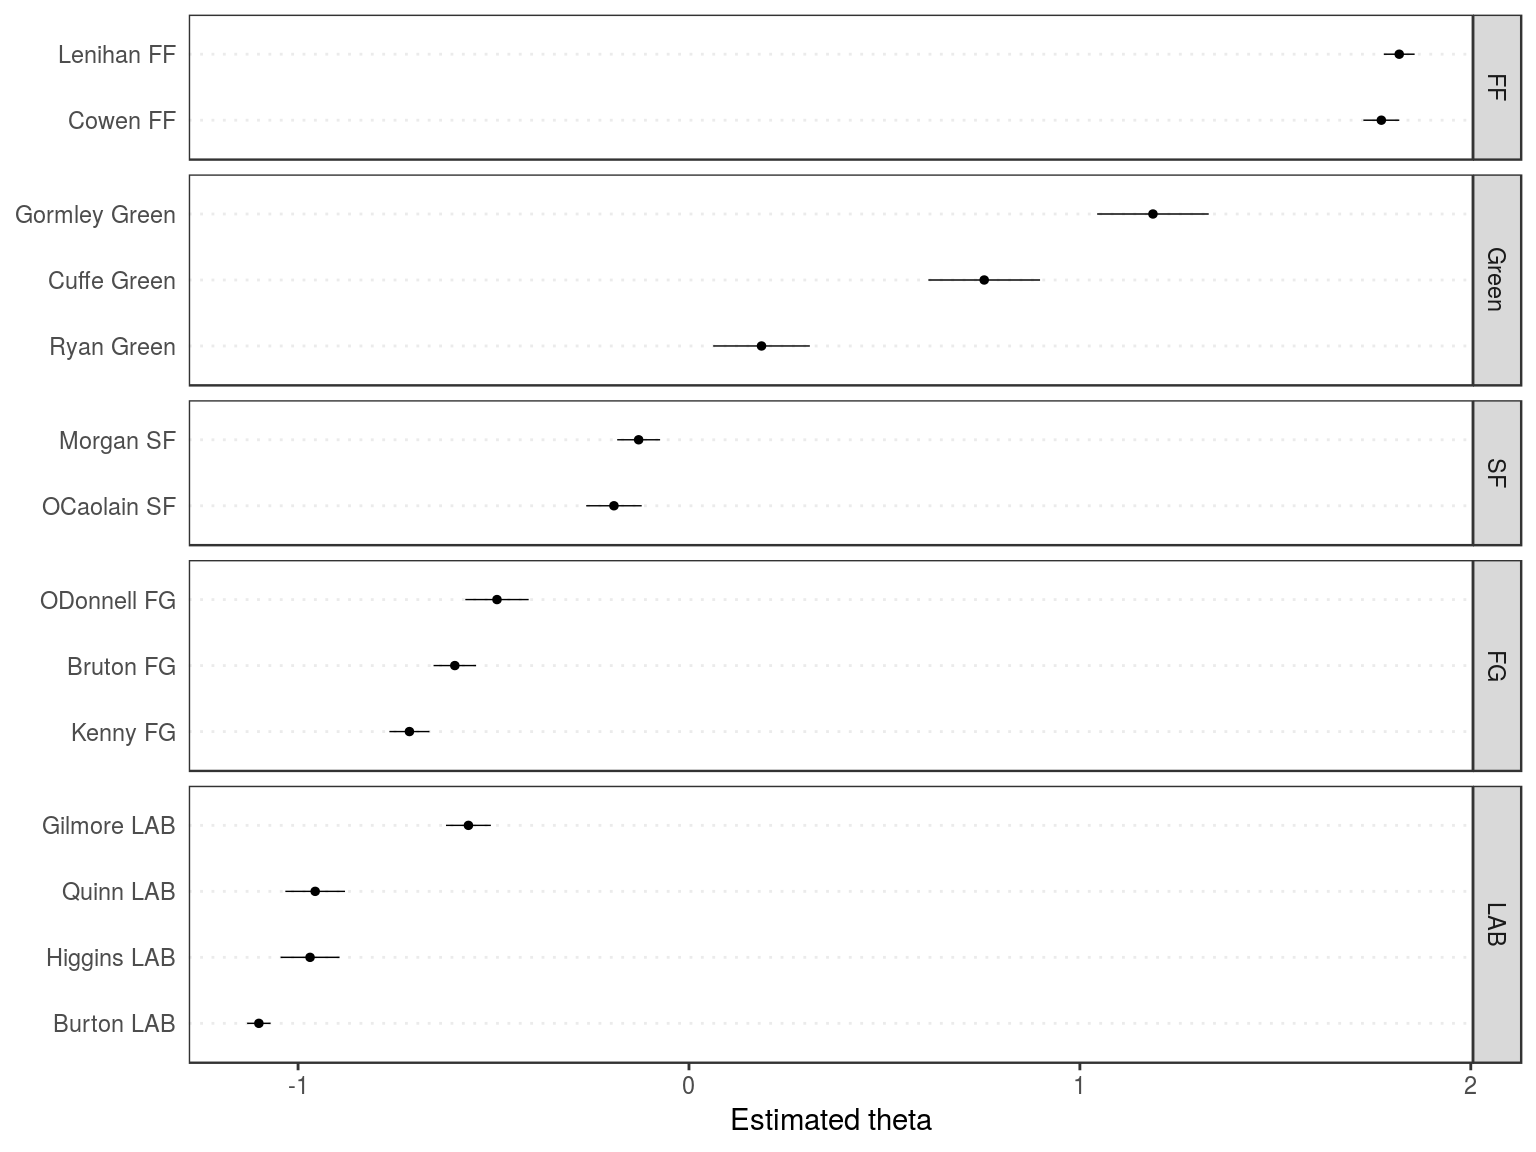 Lenihan FF
Cowen FF
FF
Gormley Green
Cuffe Green
Ryan Green
Green
Morgan SF
OCaolain SF
SF
ODonnell FG
Bruton FG
Kenny FG
FG
Gilmore LAB
Quinn LAB
Higgins LAB
Burton LAB
LAB
-1 0 1 2
Estimated theta